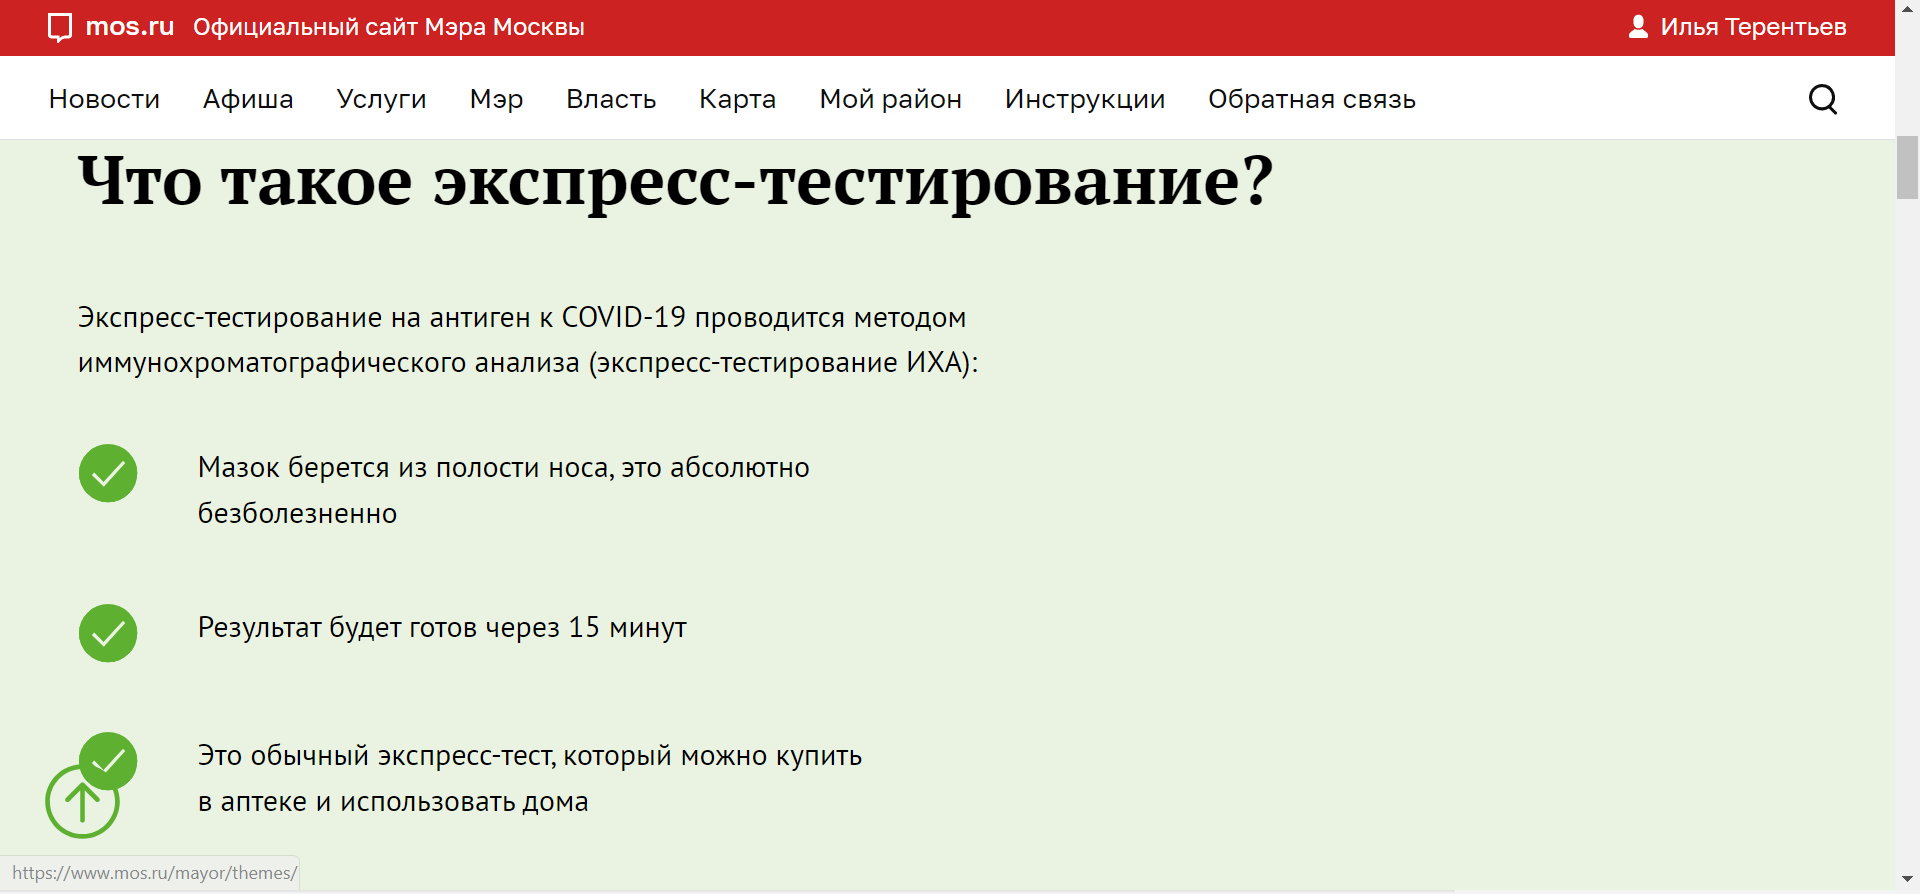 mos.ru Официальный сайт Мэра Москвы Илья Терентьев
Новости Афиша Услуги Мэр Власть Карта Мой район Инструкции Обратная связь
Что такое экспресс-тестирование?
Экспресс-тестирование на антиген к COVID-19 проводится методом
иммунохроматографического анализа (экспресс-тестирование ИХА):
Мазок берется из полости носа, это абсолютно
безболезненно
Результат будет готов через 15 минут
Это обычный экспресс-тест, который можно купить
в аптеке и использовать дома
https://www.mos.ru/mayor/themes/